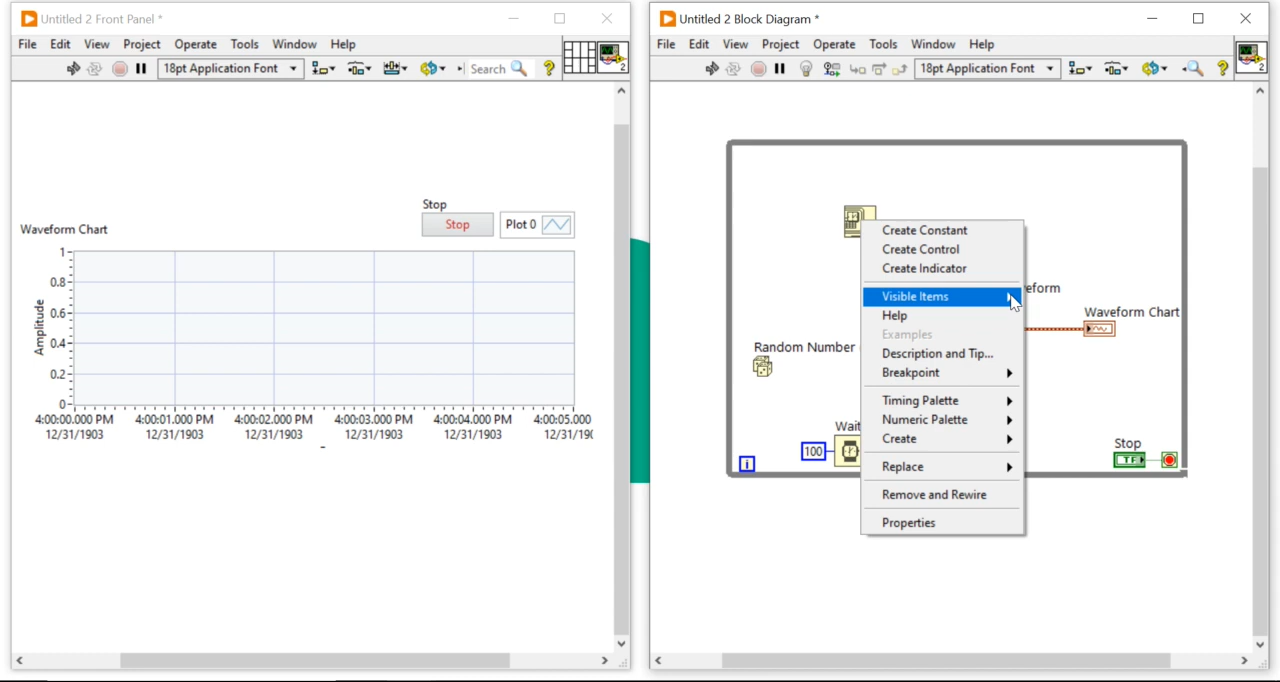 Untitled 2 Front Panel *
File Edit View Project Operate Tools Window Help
18pt Application Font
Search
?
2
Stop
Stop
Plot 0
Waveform Chart
Amplitude
1
0.8
0.6
0.4
0.2
0
4:00:00.000 PM 4:00:01.000 PM 4:00:02.000 PM 4:00:03.000 PM 4:00:04.000 PM 4:00:05.000
12/31/1903 12/31/1903 12/31/1903 12/31/1903 12/31/1903 12/31/19
Untitled 2 Block Diagram *
File Edit View Project Operate Tools Window Help
18pt Application Font
?
2
Create Constant
Create Control
Create Indicator
Visible Items
Help
Examples
Description and Tip...
Breakpoint
Timing Palette
Numeric Palette
Create
Replace
Remove and Rewire
Properties
eform
Waveform Chart
Random Number
Wait
100
i
Stop
TF